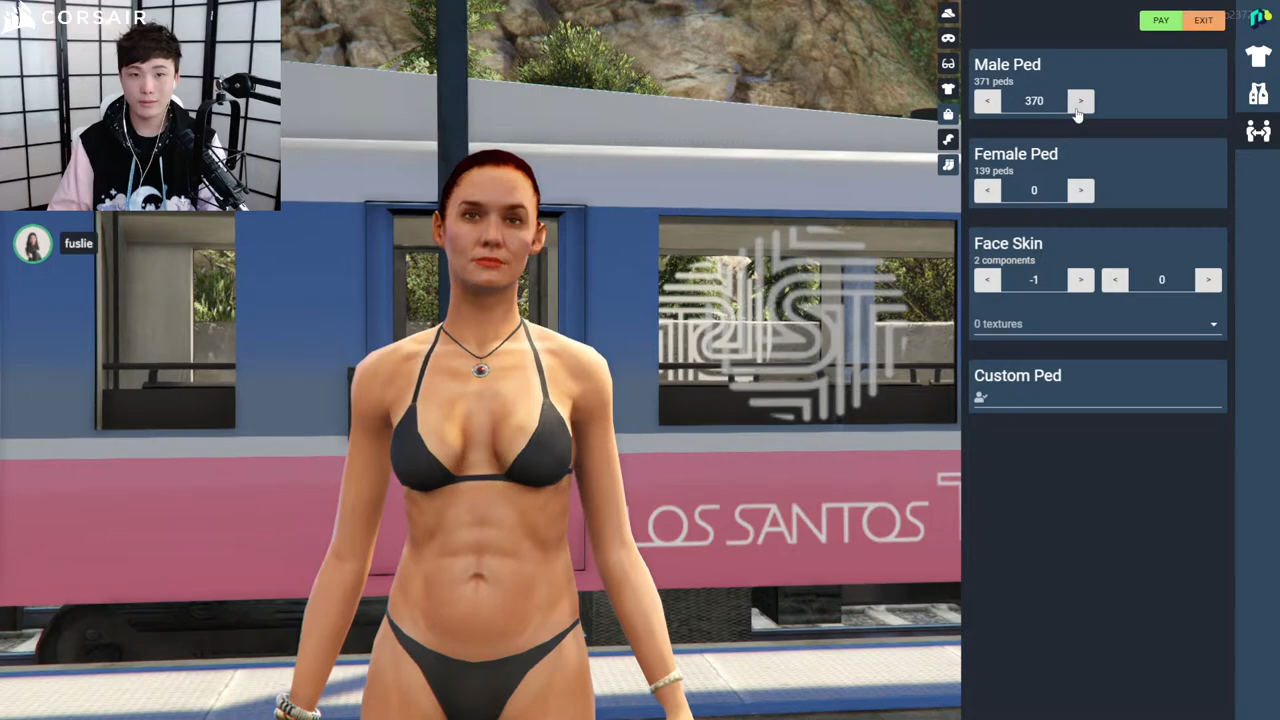 CORSAIR
fuslie
LOS SANTOS T
PAY
EXIT
Male Ped
371 peds
< 370 >
Female Ped
139 peds
< 0 >
Face Skin
2 components
< -1 > < 0 >
0 textures
Custom Ped